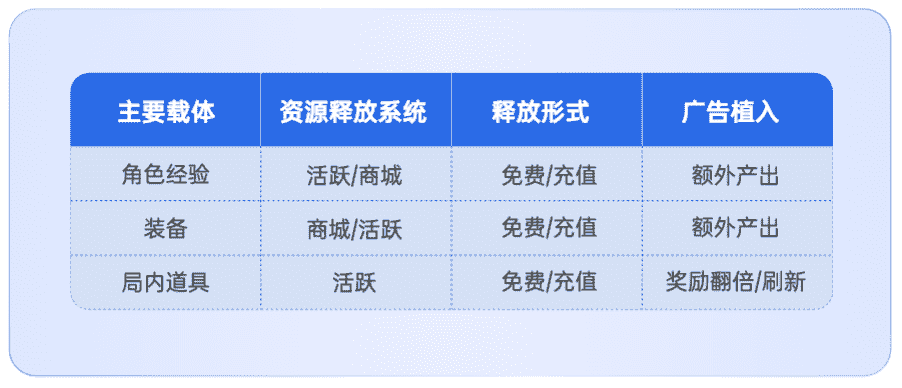 主要载体 资源释放系统 释放形式 广告植入
角色经验 活跃/商城 免费/充值 额外产出
装备 商城/活跃 免费/充值 额外产出
局内道具 活跃 免费/充值 奖励翻倍/刷新